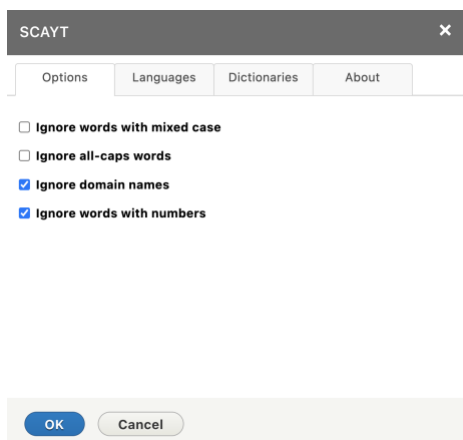 SCAYT
Options Languages Dictionaries About
Ignore words with mixed case
Ignore all-caps words
Ignore domain names
Ignore words with numbers
OK Cancel